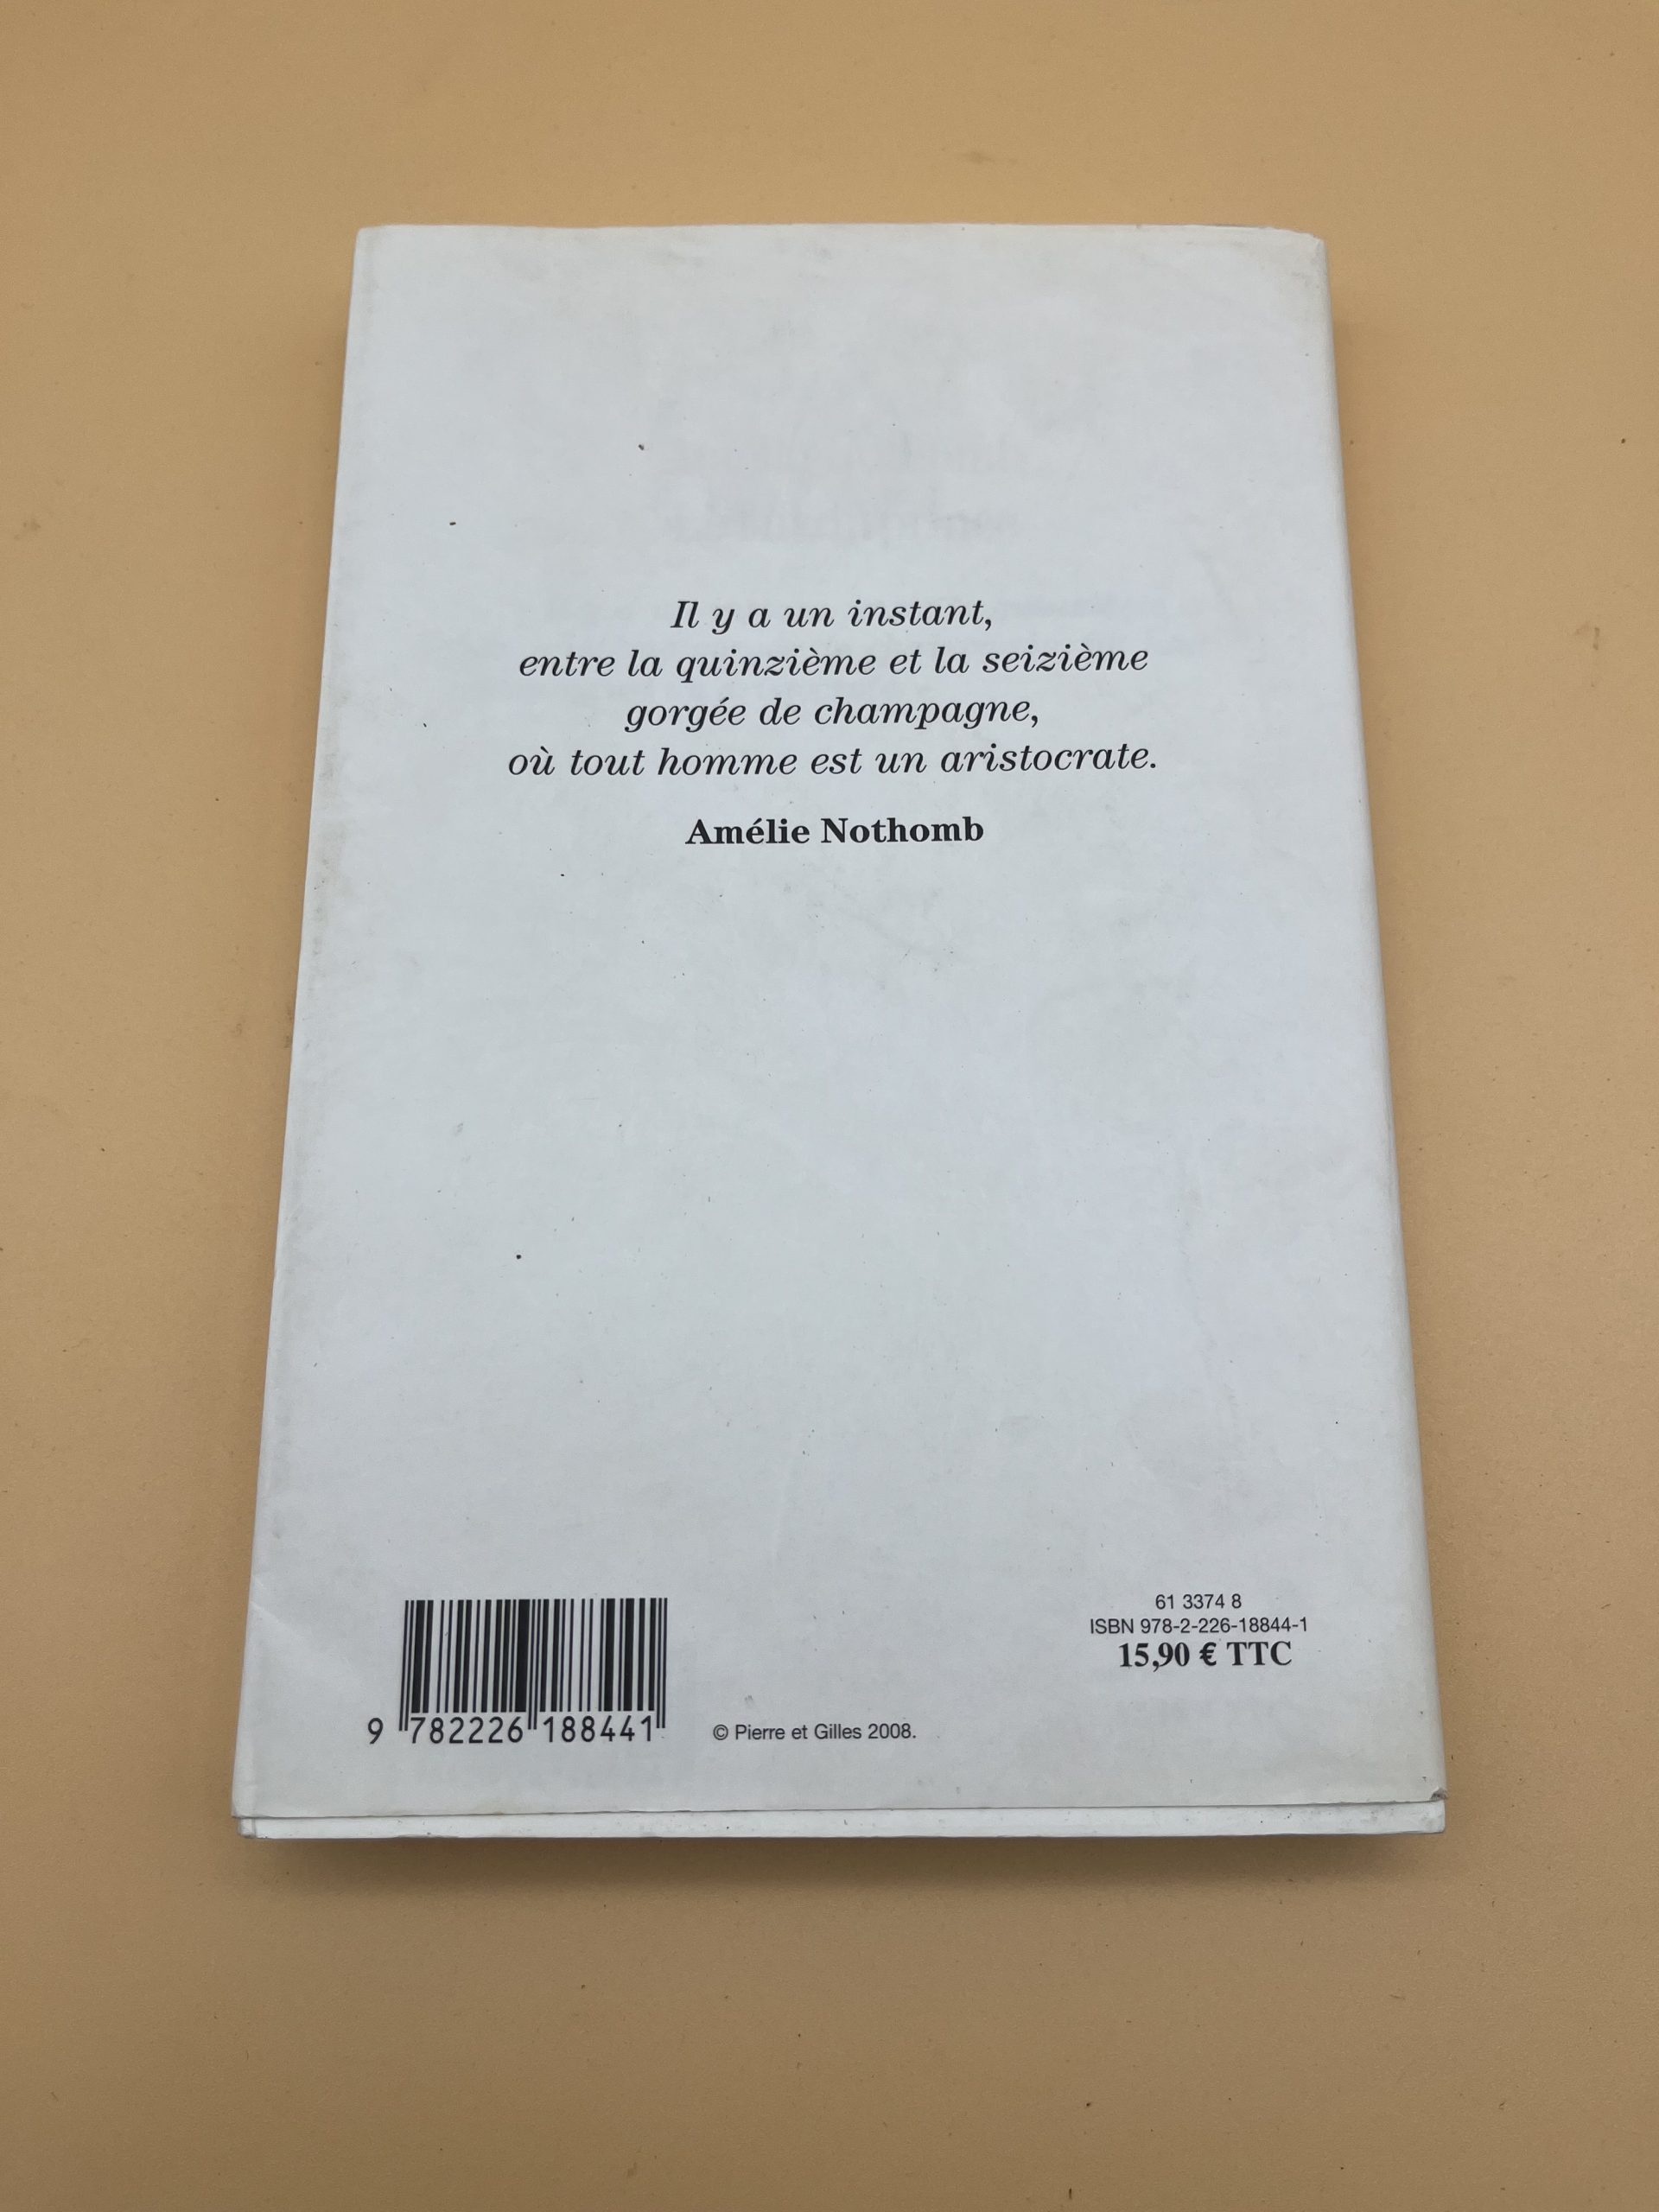 Il y a un instant,
entre la quinzième et la seizième
gorgée de champagne,
où tout homme est un aristocrate.
Amélie Nothomb
61 3374 8
ISBN 978-2-226-18844-1
15,90 € TTC
9 782226 188441
© Pierre et Gilles 2008.